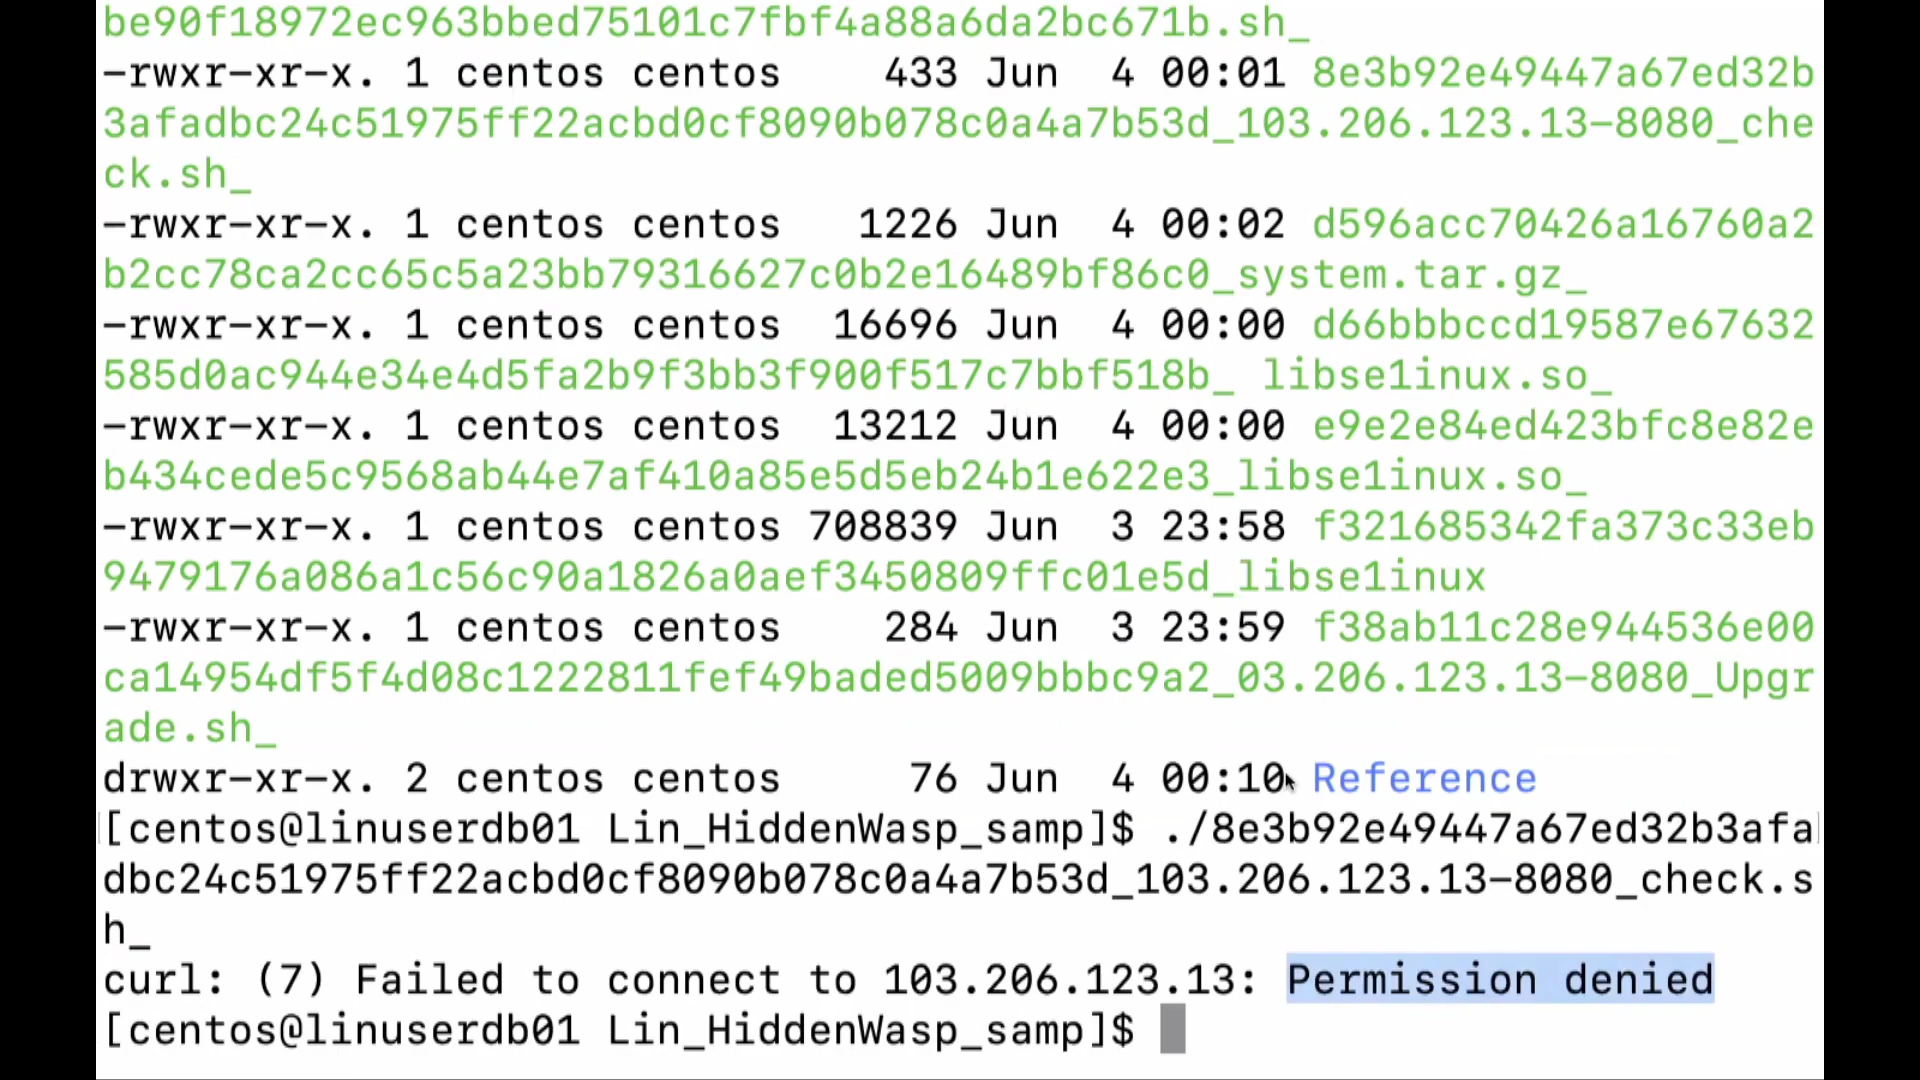 be90f18972ec963bbed75101c7fbf4a88a6da2bc671b.sh_
-rwxr-xr-x. 1 centos centos    433 Jun  4 00:01 8e3b92e49447a67ed32b
3afadbc24c51975ff22acbd0cf8090b078c0a4a7b53d_103.206.123.13-8080_che
ck.sh_
-rwxr-xr-x. 1 centos centos   1226 Jun  4 00:02 d596acc70426a16760a2
b2cc78ca2cc65c5a23bb79316627c0b2e16489bf86c0_system.tar.gz_
-rwxr-xr-x. 1 centos centos  16696 Jun  4 00:00 d66bbbccd19587e67632
585d0ac944e34e4d5fa2b9f3bb3f900f517c7bbf518b_ libse1inux.so_
-rwxr-xr-x. 1 centos centos  13212 Jun  4 00:00 e9e2e84ed423bfc8e82e
b434cede5c9568ab44e7af410a85e5d5eb24b1e622e3_libse1inux.so_
-rwxr-xr-x. 1 centos centos 708839 Jun  3 23:58 f321685342fa373c33eb
9479176a086a1c56c90a1826a0aef3450809ffc01e5d_libse1inux
-rwxr-xr-x. 1 centos centos    284 Jun  3 23:59 f38ab11c28e944536e00
ca14954df5f4d08c1222811fef49baded5009bbbc9a2_03.206.123.13-8080_Upgr
ade.sh_
drwxr-xr-x. 2 centos centos     76 Jun  4 00:10 Reference
[centos@linuserdb01 Lin_HiddenWasp_samp]$ ./8e3b92e49447a67ed32b3afa
dbc24c51975ff22acbd0cf8090b078c0a4a7b53d_103.206.123.13-8080_check.s
h_
curl: (7) Failed to connect to 103.206.123.13: Permission denied
[centos@linuserdb01 Lin_HiddenWasp_samp]$